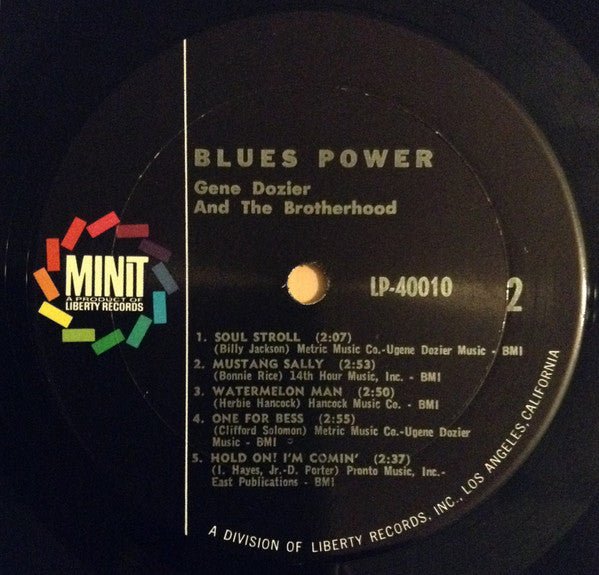 BLUES POWER
Gene Dozier
And The Brotherhood
MINIT
A PRODUCT OF
LIBERTY RECORDS
LP-40010
2
1. SOUL STROLL (2:07)
(Billy Jackson) Metric Music Co.-Ugene Dozier Music - BMI
2. MUSTANG SALLY (2:53)
(Bonnie Rice) 14th Hour Music, Inc. - BMI
3. WATERMELON MAN (2:50)
(Herbie Hancock) Hancock Music Co. - BMI
4. ONE FOR BESS (2:55)
(Clifford Solomon) Metric Music Co.-Ugene Dozier
Music - BMI
5. HOLD ON! I'M COMIN' (2:37)
(I. Hayes, Jr.-D. Porter) Pronto Music, Inc.-
East Publications - BMI
A DIVISION OF LIBERTY RECORDS, INC., LOS ANGELES, CALIFORNIA